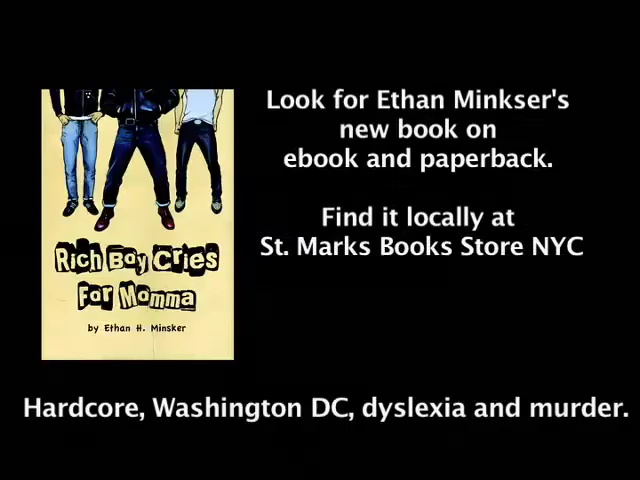 Look for Ethan Minkser's
new book on
ebook and paperback.
Find it locally at
St. Marks Books Store NYC
Rich Boy Cries
For Momma
by Ethan H. Minsker
Hardcore, Washington DC, dyslexia and murder.